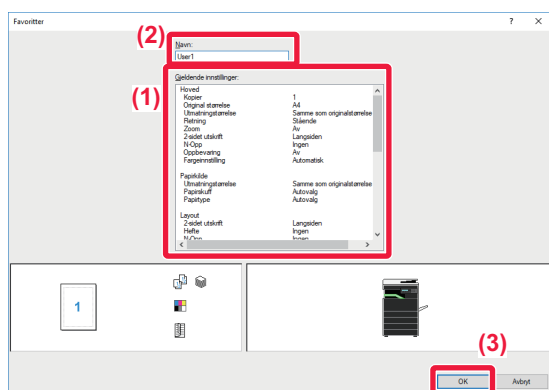 Favoritter ? ✕
(2)
Navn:
User1
(1)
Gjeldende innstillinger:
Hoved
Kopier 1
Original størrelse A4
Utmatningstørrelse Samme som originalstørrelse
Retning Stående
Zoom Av
2-sidet utskrift Langsiden
N-Opp Ingen
Oppbevaring Av
Fargeinnstilling Automatisk
Papirkilde
Utmatningstørrelse Samme som originalstørrelse
Papirskuff Autovalg
Papirtype Autovalg
Layout
2-sidet utskrift Langsiden
Hefte Ingen
N-Opp Ingen
1
(3)
OK Avbryt